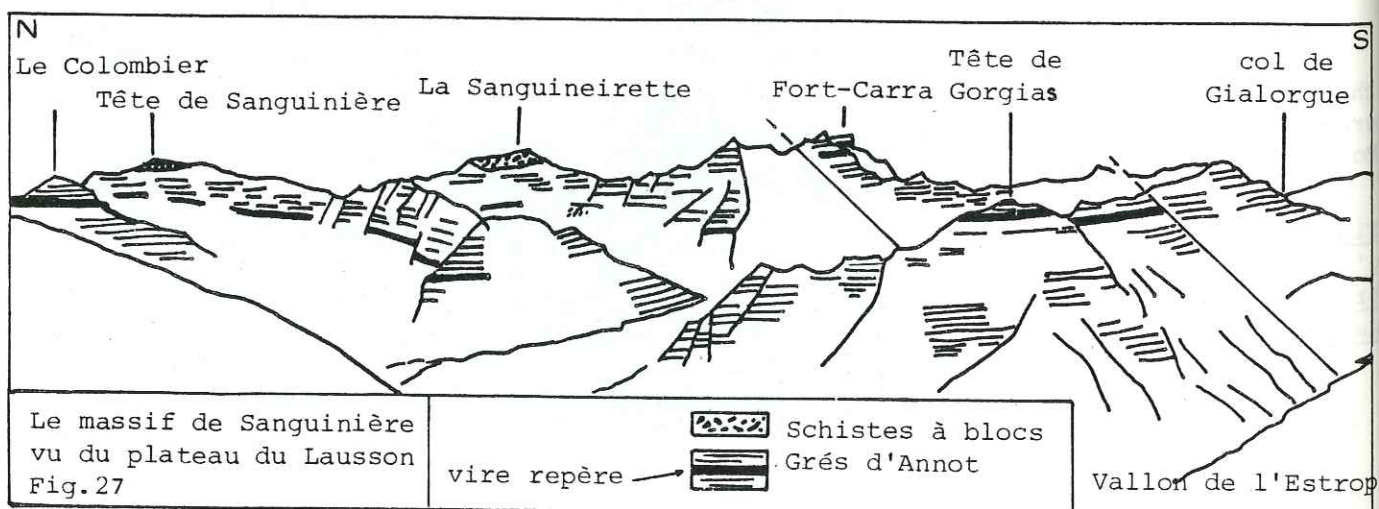 N
S
Le Colombier
Tête de Sanguinière
La Sanguineirette
Fort-Carra
Tête de
Gorgias
col de
Gialorgue
Le massif de Sanguinière
vu du plateau du Lausson
Fig.27
vire repère
Schistes à blocs
Grés d'Annot
Vallon de l'Estrop